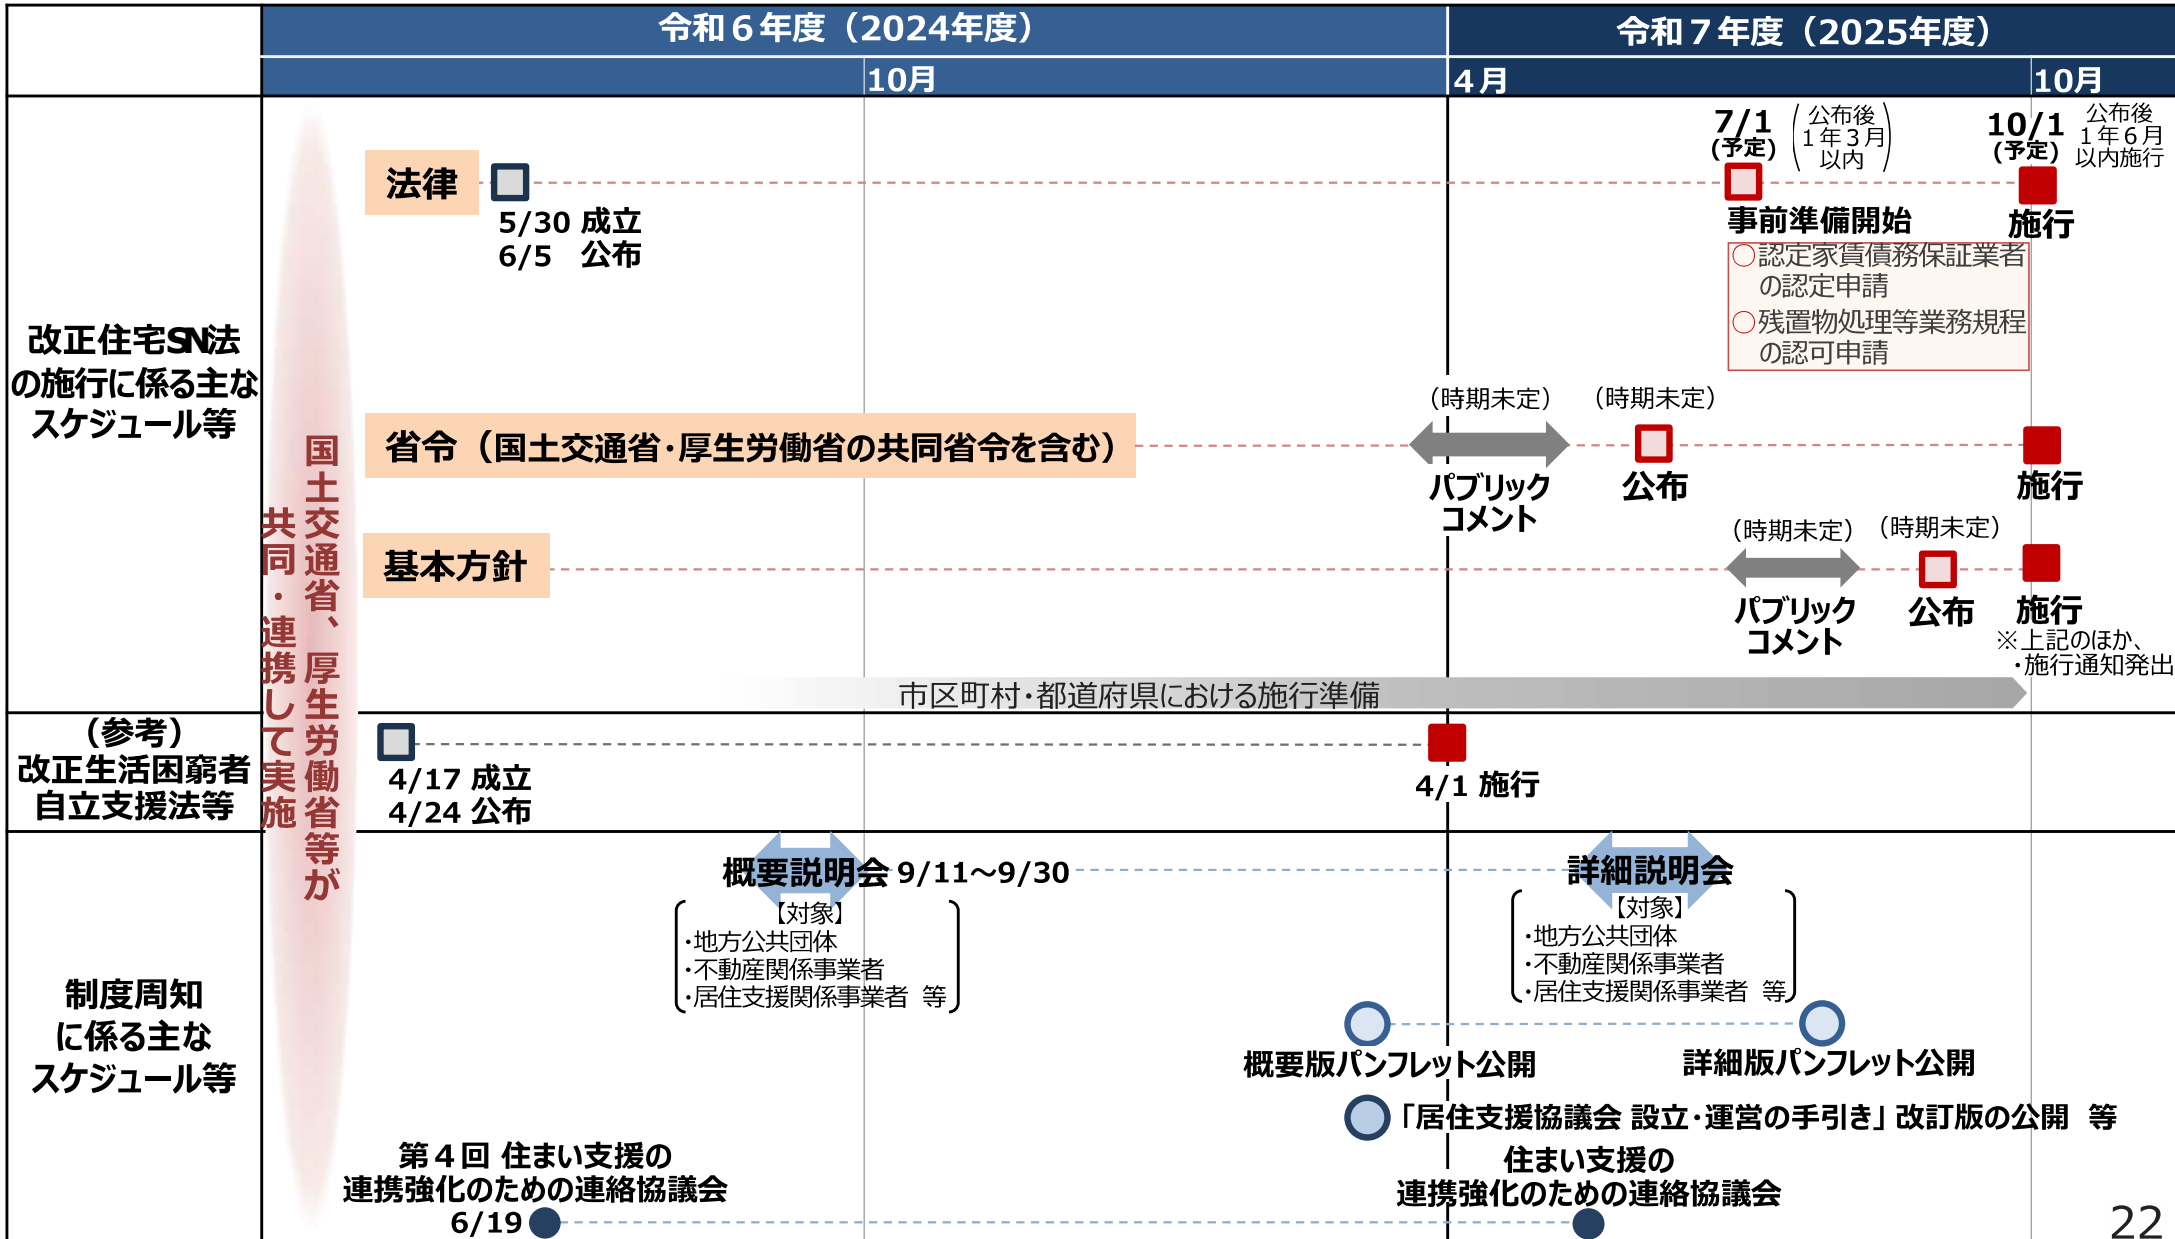 令和６年度（2024年度）
令和７年度（2025年度）
10月
４月
10月
改正住宅SN法
の施行に係る主な
スケジュール等
国土交通省、厚生労働省等が
共同・連携して実施
法律
5/30 成立
6/5 公布
7/1
(予定)
公布後
１年３月
以内
事前準備開始
○認定家賃債務保証業者
の認定申請
○残置物処理等業務規程
の認可申請
10/1
(予定)
公布後
１年６月
以内施行
施行
省令（国土交通省･厚生労働省の共同省令を含む）
（時期未定）
パブリック
コメント
（時期未定）
公布
施行
基本方針
（時期未定）
パブリック
コメント
（時期未定）
公布
施行
※上記のほか、
・施行通知発出
市区町村･都道府県における施行準備
（参考）
改正生活困窮者
自立支援法等
4/17 成立
4/24 公布
4/1 施行
制度周知
に係る主な
スケジュール等
概要説明会 9/11～9/30
【対象】
･地方公共団体
･不動産関係事業者
･居住支援関係事業者 等
詳細説明会
【対象】
･地方公共団体
･不動産関係事業者
･居住支援関係事業者 等
概要版パンフレット公開
詳細版パンフレット公開
「居住支援協議会 設立･運営の手引き」改訂版の公開 等
第４回 住まい支援の
連携強化のための連絡協議会
6/19
住まい支援の
連携強化のための連絡協議会
22